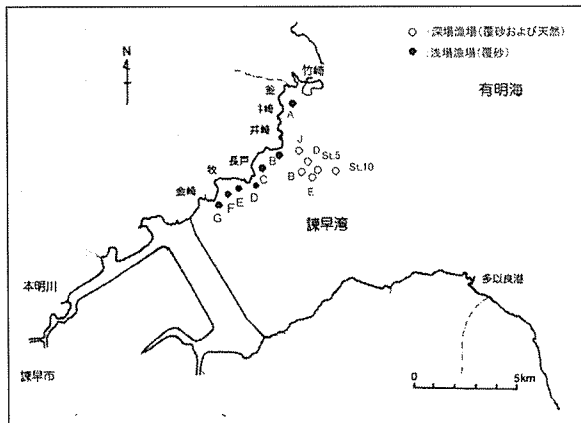 ○ :深場漁場(覆砂および天然)
● :浅場漁場(覆砂)
N
竹崎
釜
有明海
A
井崎
J
長戸
B
D
St.5
牧
C
B
St.10
金崎
E
D
E
F
G
諫早湾
本明川
多以良港
諫早市
0
5km